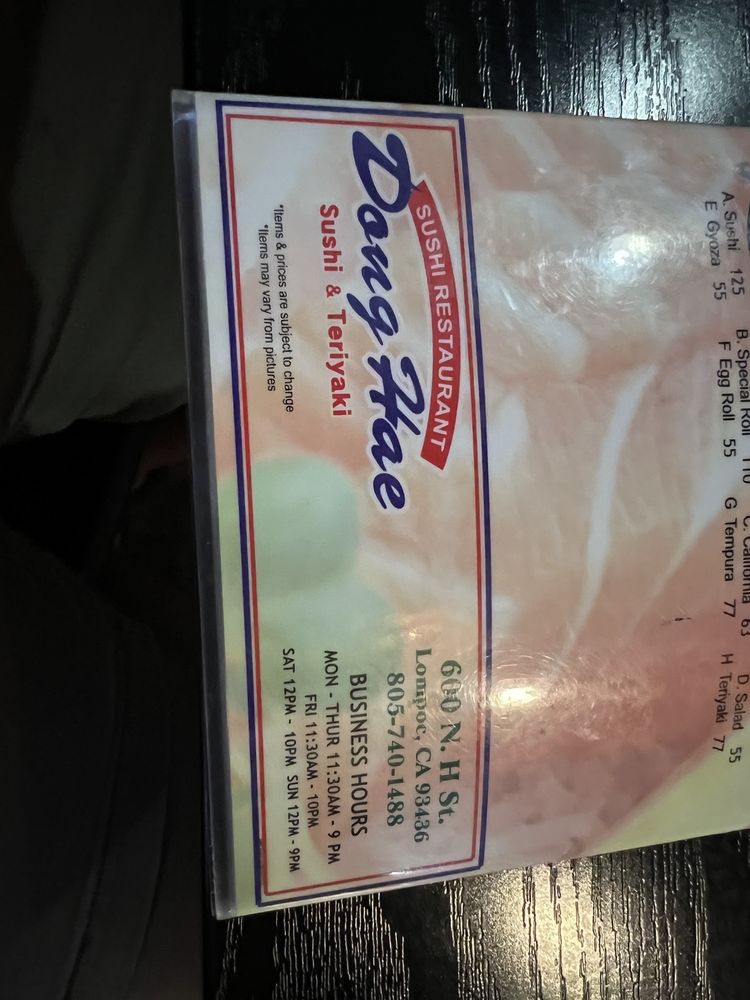 A. Sushi 125 B. Special Roll 110 C. California 63 D. Salad 55
E Gyoza 55 F Egg Roll 55 G Tempura 77 H Teriyaki 77
SUSHI RESTAURANT
Dong Hae
Sushi & Teriyaki
*Items & prices are subject to change
*Items may vary from pictures
600 N. H St.
Lompoc, CA 93436
805-740-1488
BUSINESS HOURS
MON - THUR 11:30AM - 9 PM
FRI 11:30AM - 10PM
SAT 12PM - 10PM SUN 12PM - 9PM